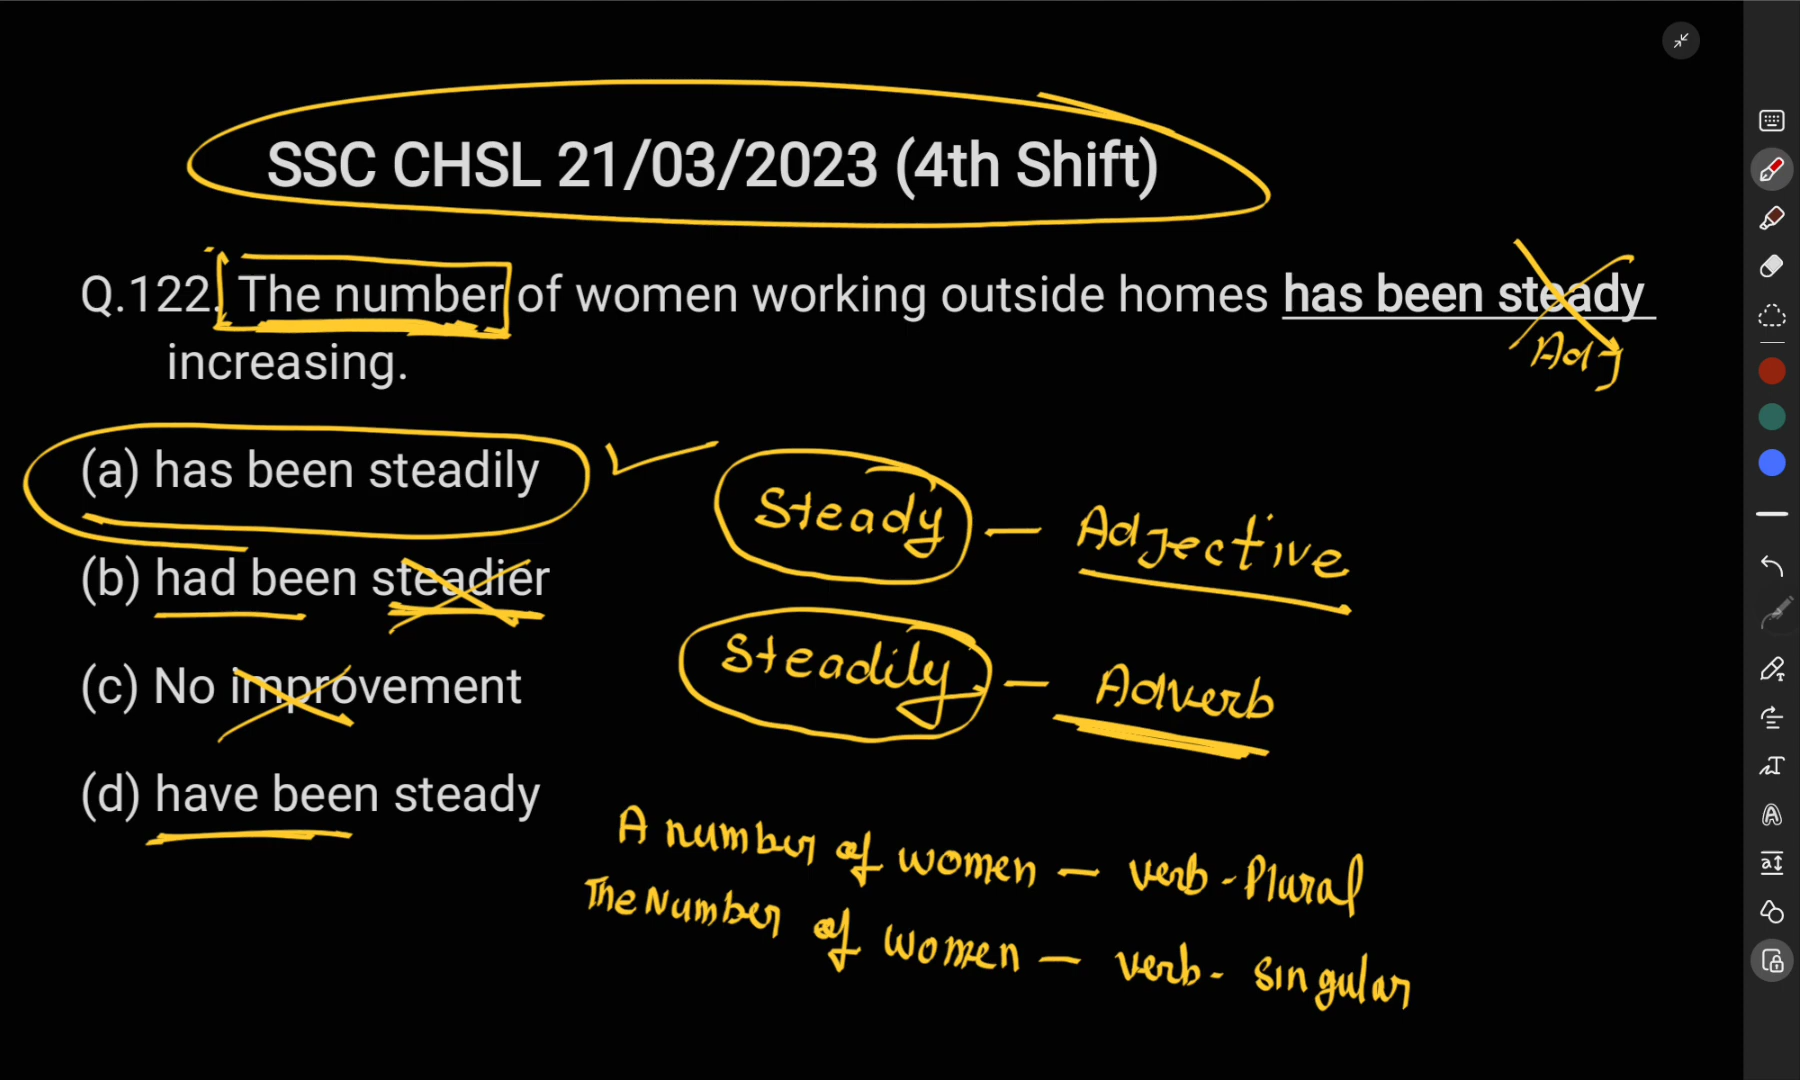 SSC CHSL 21/03/2023 (4th Shift)
Q.122. The number of women working outside homes has been steady
Adj
increasing.
(a) has been steadily
Steady — Adjective
(b) had been steadier
Steadily — Adverb
(c) No improvement
(d) have been steady
A number of women — verb - Plural
The Number of women — verb - singular